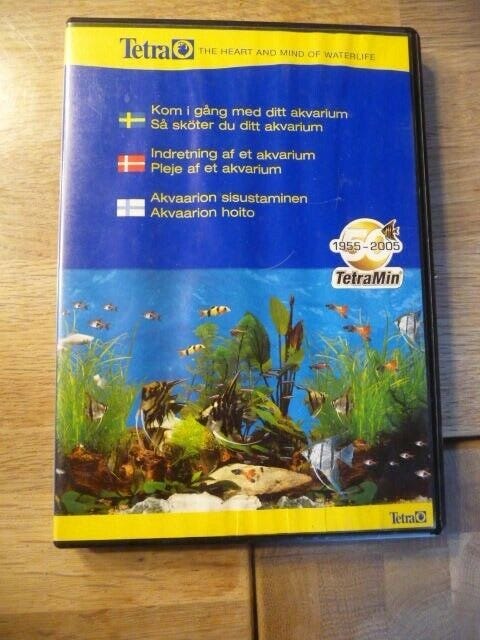 Tetra THE HEART AND MIND OF WATERLIFE
Kom i gång med ditt akvarium
Så sköter du ditt akvarium
Indretning af et akvarium
Pleje af et akvarium
Akvaarion sisustaminen
Akvaarion hoito
50
1955-2005
TetraMin
Tetra